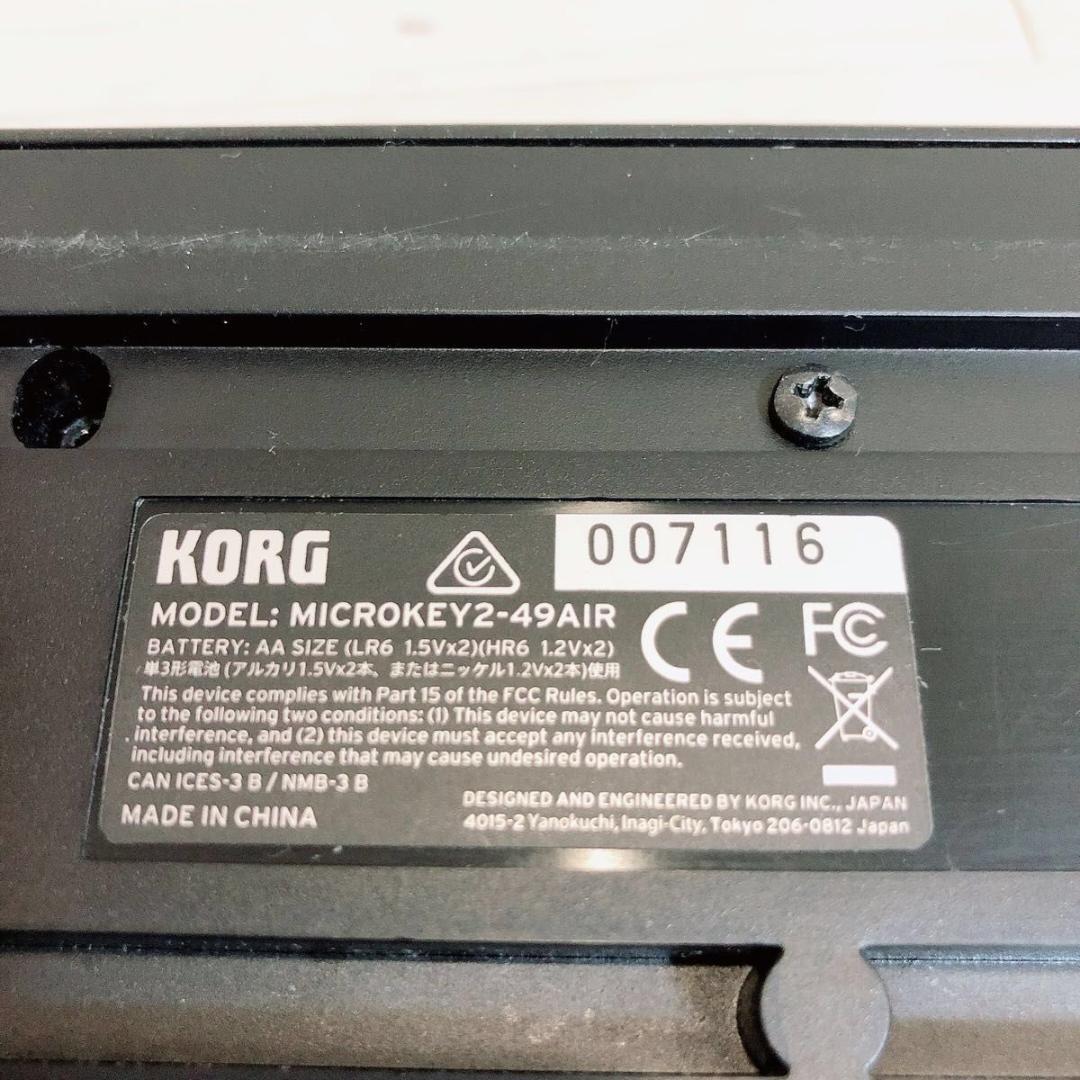 KORG
007116
MODEL: MICROKEY2-49AIR
BATTERY: AA SIZE (LR6 1.5Vx2)(HR6 1.2Vx2)
単3形電池 (アルカリ1.5Vx2本、またはニッケル1.2Vx2本)使用
CE FC
This device complies with Part 15 of the FCC Rules. Operation is subject
to the following two conditions: (1) This device may not cause harmful
interference, and (2) this device must accept any interference received,
including interference that may cause undesired operation.
CAN ICES-3 B / NMB-3 B
MADE IN CHINA
DESIGNED AND ENGINEERED BY KORG INC., JAPAN
4015-2 Yanokuchi, Inagi-City, Tokyo 206-0812 Japan